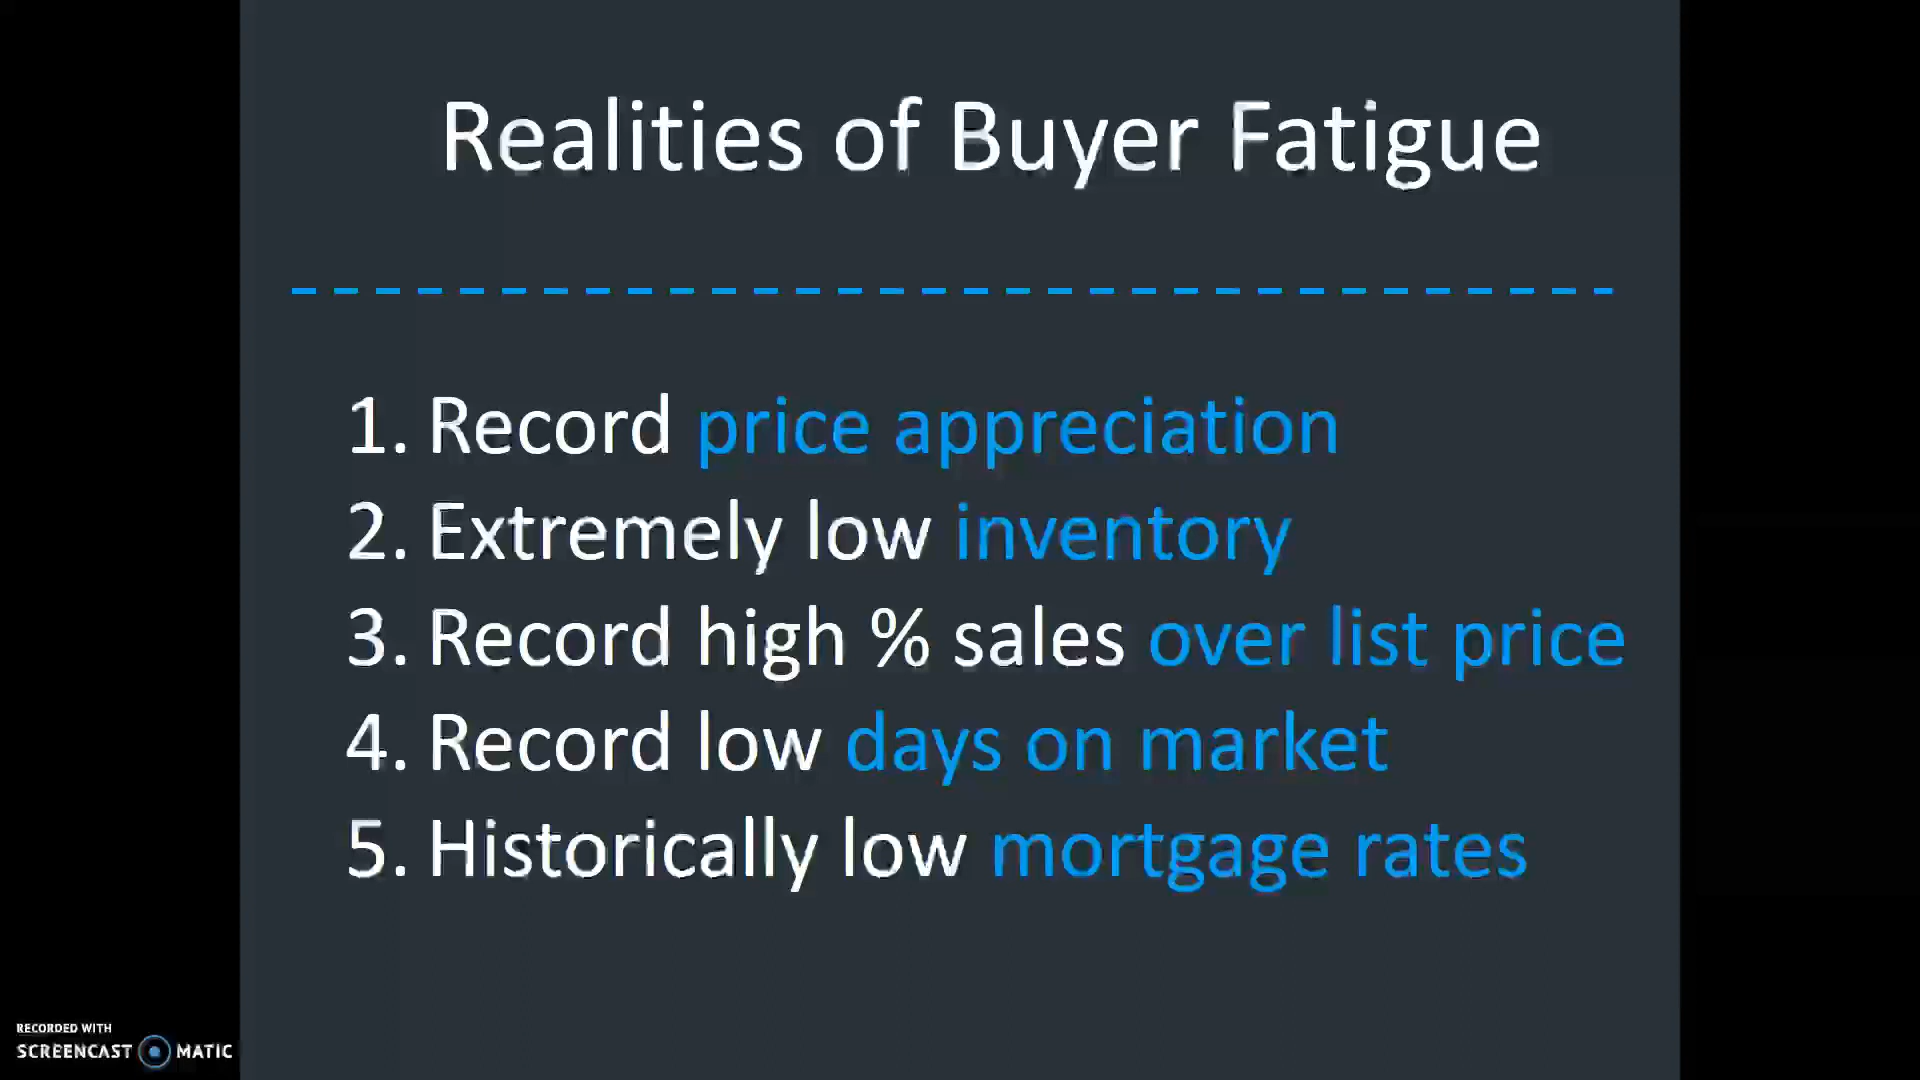 Realities of Buyer Fatigue
1. Record price appreciation
2. Extremely low inventory
3. Record high % sales over list price
4. Record low days on market
5. Historically low mortgage rates
RECORDED WITH
SCREENCAST MATIC